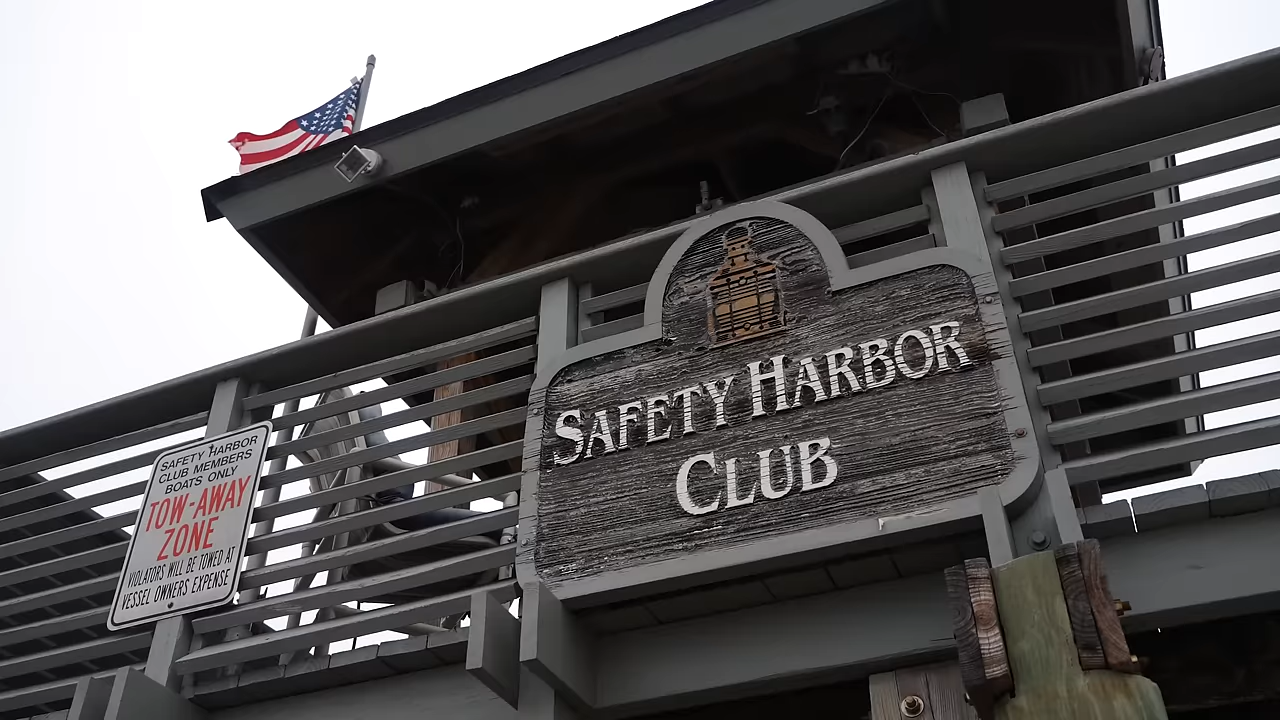 SAFETY HARBOR
CLUB
SAFETY HARBOR
CLUB MEMBERS
BOATS ONLY
TOW-AWAY
ZONE
VIOLATORS WILL BE TOWED AT
VESSEL OWNERS EXPENSE